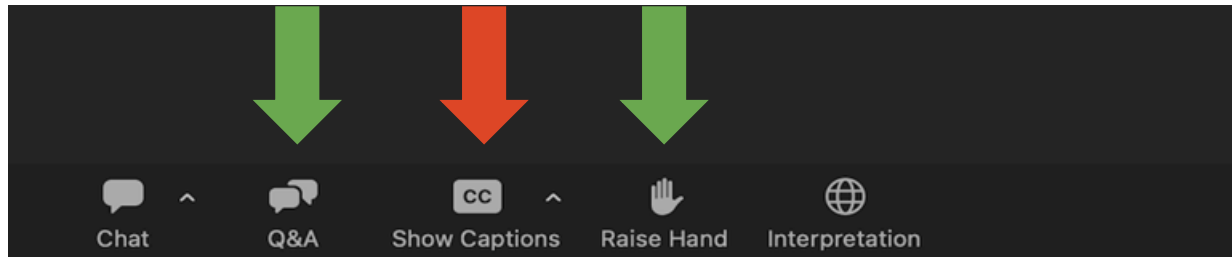 CC
Chat
Q&A
Show Captions
Raise Hand
Interpretation